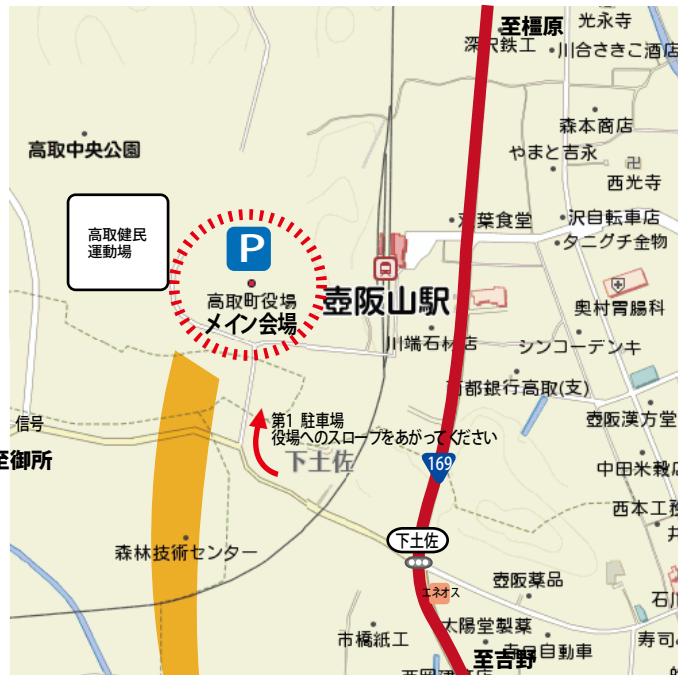 至橿原
光永寺
深沢鉄工
川合さきこ酒店
森本商店
高取中央公園
やまと吉永
卍
西光寺
高取健民
運動場
P
葉食堂
沢自転車店
タニグチ金物
高取町役場
メイン会場
壺阪山駅
奥村胃腸科
川端石材店
シンコーデンキ
南都銀行高取(支)
信号
第1 駐車場
役場へのスロープをあがってください
壺阪漢方堂
至御所
下土佐
169
中田米穀店
西本工務
下土佐
森林技術センター
壺阪薬品
エネオス
石川
市橋紙工
太陽堂製薬
寿司
至吉野
春日自動車
西岡建